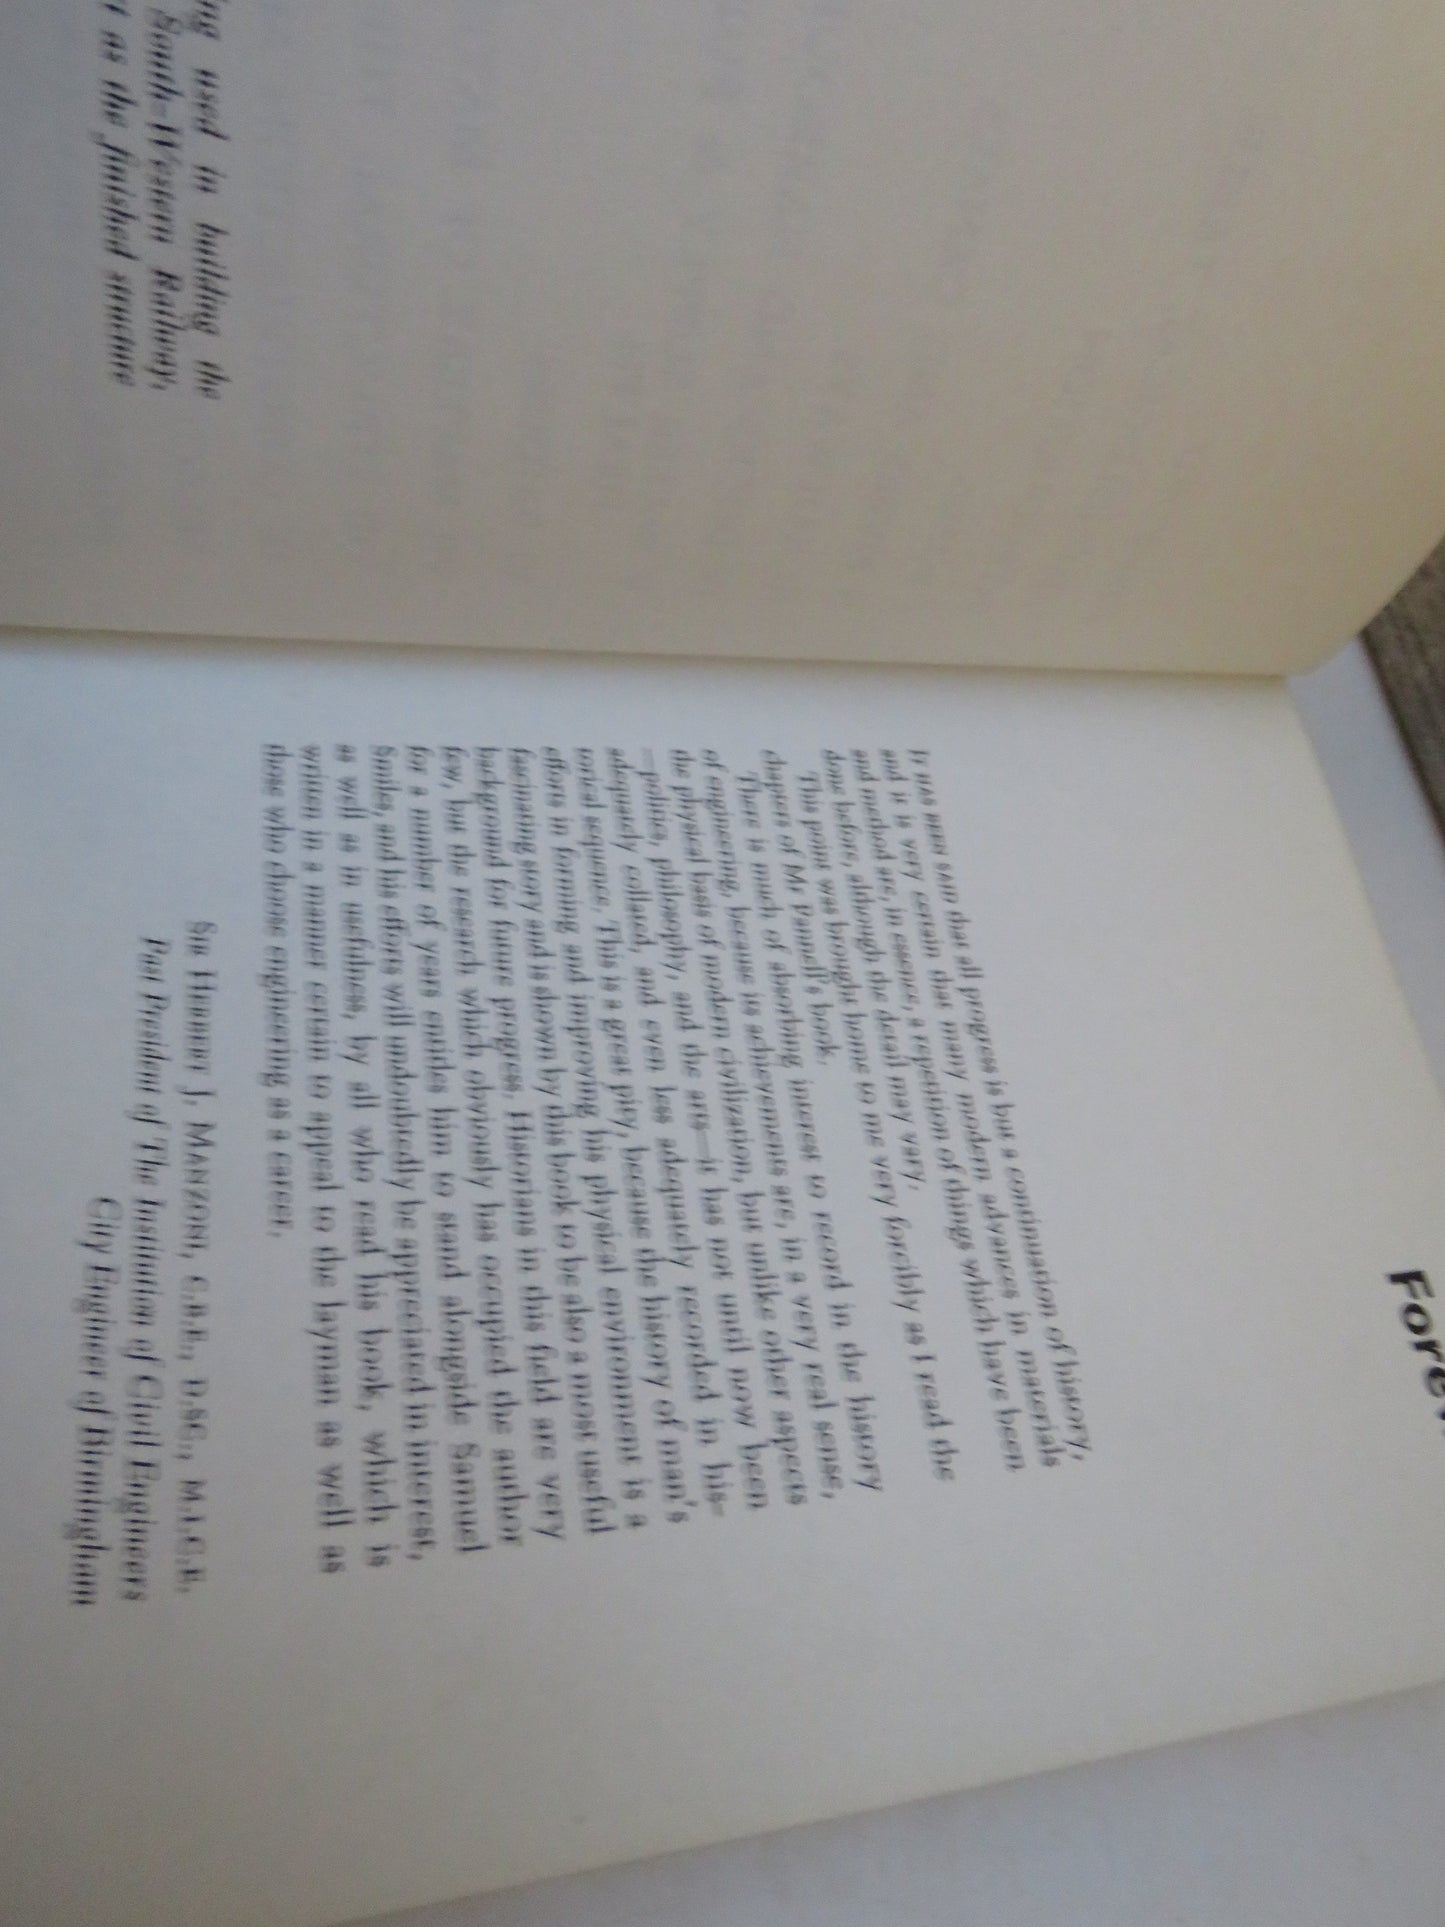 ng used in building the
South-Western Railway,
as the finished structure
Forew
IT HAS BEEN SAID that all progress is but a continuation of history,
and it is very certain that many modern advances in materials
and method are, in essence, a repetition of things which have been
done before, although the detail may vary.
This point was brought home to me very forcibly as I read the
chapters of Mr Pannell's book.
There is much of absorbing interest to record in the history
of engineering, because its achievements are, in a very real sense,
the physical basis of modern civilization, but unlike other aspects
—politics, philosophy, and the arts—it has not until now been
adequately collated, and even less adequately recorded in his-
torical sequence. This is a great pity, because the history of man's
efforts in forming and improving his physical environment is a
fascinating story and is shown by this book to be also a most useful
background for future progress. Historians in this field are very
few, but the research which obviously has occupied the author
for a number of years entitles him to stand alongside Samuel
Smiles, and his efforts will undoubtedly be appreciated in interest,
as well as in usefulness, by all who read his book, which is
written in a manner certain to appeal to the layman as well as
those who choose engineering as a career.
SIR HERBERT J. MANZONI, C.B.E., D.SC., M.I.C.E.
Past President of The Institution of Civil Engineers
City Engineer of Birmingham